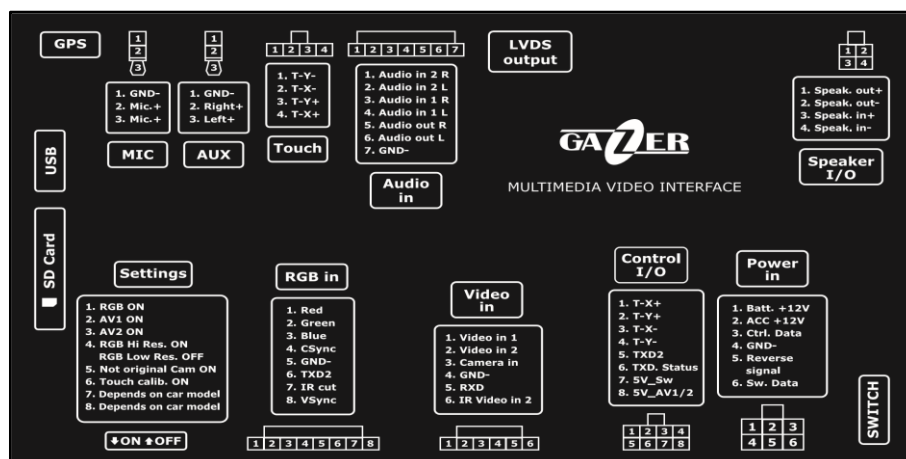 GPS
1
2
3
1. GND-
2. Mic.+
3. Mic.+
MIC
1
2
3
1. GND-
2. Right+
3. Left+
AUX
1 2 3 4
1. T-Y-
2. T-X-
3. T-Y+
4. T-X+
Touch
1 2 3 4 5 6 7
1. Audio in 2 R
2. Audio in 2 L
3. Audio in 1 R
4. Audio in 1 L
5. Audio out R
6. Audio out L
7. GND-
Audio
in
LVDS
output
GAZER
MULTIMEDIA VIDEO INTERFACE
1 2
3 4
1. Speak. out+
2. Speak. out-
3. Speak. in+
4. Speak. in-
Speaker
I/O
USB
SD Card
Settings
1. RGB ON
2. AV1 ON
3. AV2 ON
4. RGB Hi Res. ON
RGB Low Res. OFF
5. Not original Cam ON
6. Touch calib. ON
7. Depends on car model
8. Depends on car model
⬇ON ⬆OFF
RGB in
1. Red
2. Green
3. Blue
4. CSync
5. GND-
6. TXD2
7. IR cut
8. VSync
1 2 3 4 5 6 7 8
Video
in
1. Video in 1
2. Video in 2
3. Camera in
4. GND-
5. RXD
6. IR Video in 2
1 2 3 4 5 6
Control
I/O
1. T-X+
2. T-Y+
3. T-X-
4. T-Y-
5. TXD2
6. TXD. Status
7. 5V_Sw
8. 5V_AV1/2
1 2 3 4
5 6 7 8
Power
in
1. Batt. +12V
2. ACC +12V
3. Ctrl. Data
4. GND-
5. Reverse
signal
6. Sw. Data
1 2 3
4 5 6
SWITCH